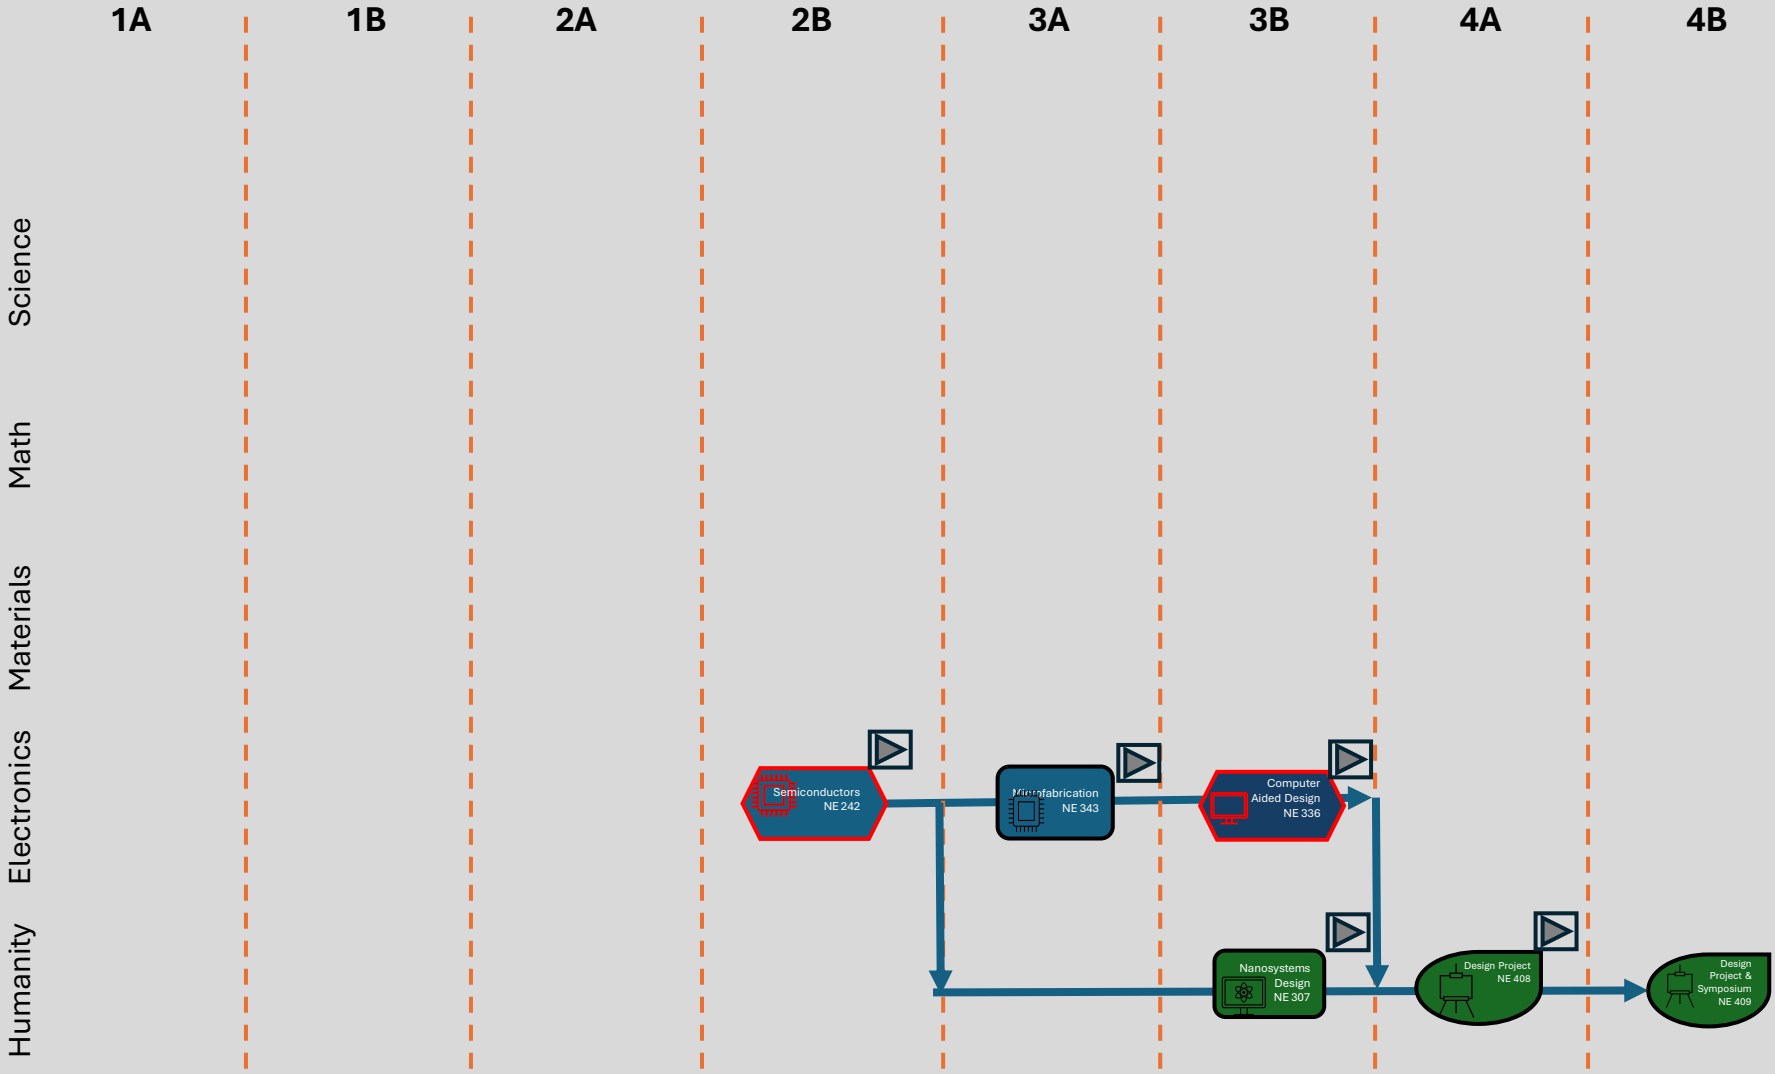 1A
1B
2A
2B
3A
3B
4A
4B
Science
Math
Materials
Electronics
Humanity
Semiconductors
NE 242
Microfabrication
NE 343
Computer
Aided Design
NE 336
Nanosystems
Design
NE 307
Design Project
NE 408
Design
Project &
Symposium
NE 409